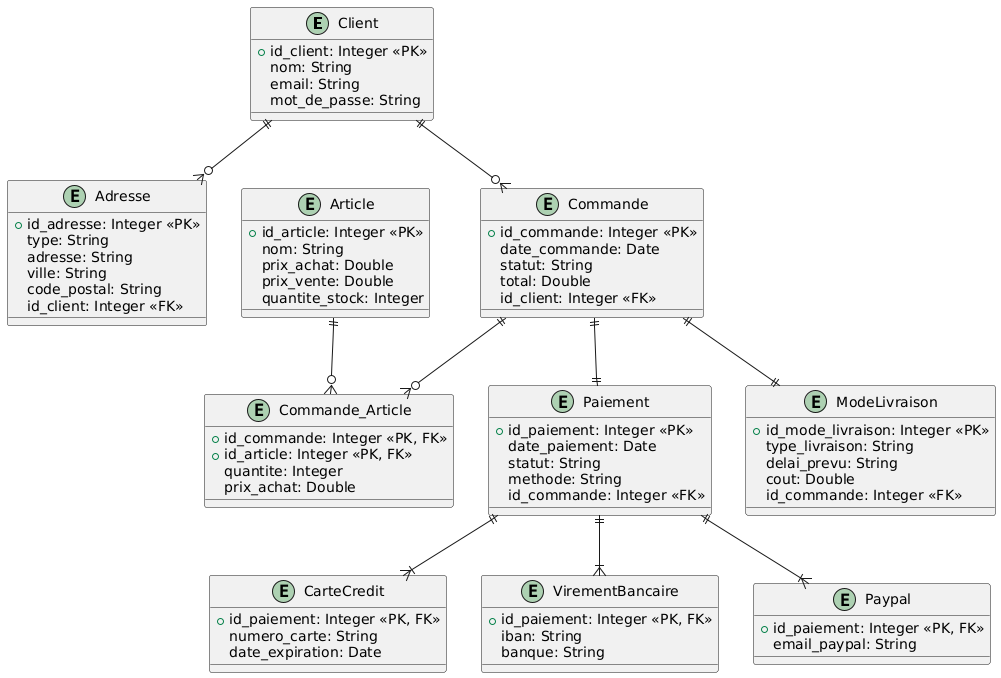 E Client
id_client: Integer «PK»
nom: String
email: String
mot_de_passe: String
E Adresse
id_adresse: Integer «PK»
type: String
adresse: String
ville: String
code_postal: String
id_client: Integer «FK»
E Article
id_article: Integer «PK»
nom: String
prix_achat: Double
prix_vente: Double
quantite_stock: Integer
E Commande
id_commande: Integer «PK»
date_commande: Date
statut: String
total: Double
id_client: Integer «FK»
E Commande_Article
id_commande: Integer «PK, FK»
id_article: Integer «PK, FK»
quantite: Integer
prix_achat: Double
E Paiement
id_paiement: Integer «PK»
date_paiement: Date
statut: String
methode: String
id_commande: Integer «FK»
E ModeLivraison
id_mode_livraison: Integer «PK»
type_livraison: String
delai_prevu: String
cout: Double
id_commande: Integer «FK»
E CarteCredit
id_paiement: Integer «PK, FK»
numero_carte: String
date_expiration: Date
E VirementBancaire
id_paiement: Integer «PK, FK»
iban: String
banque: String
E Paypal
id_paiement: Integer «PK, FK»
email_paypal: String